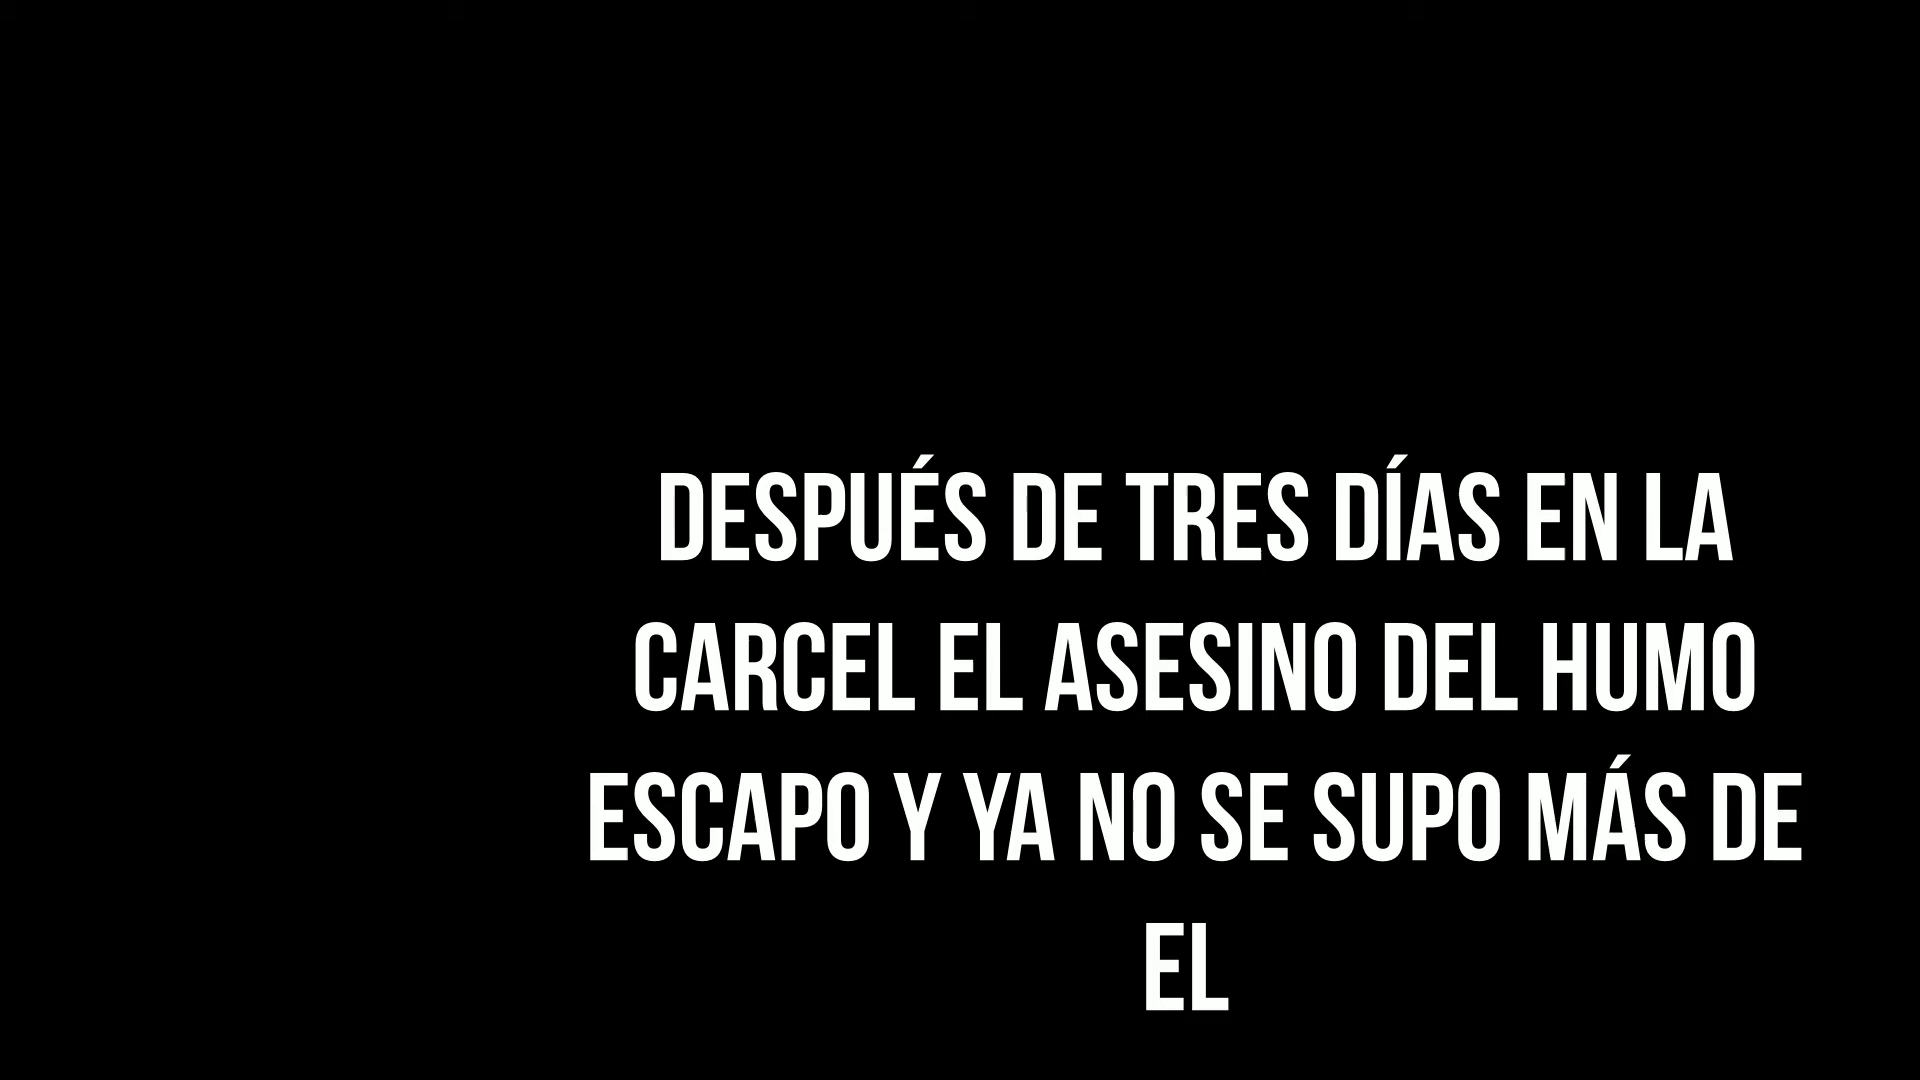 DESPUÉS DE TRES DÍAS EN LA
CARCEL EL ASESINO DEL HUMO
ESCAPO Y YA NO SE SUPO MÁS DE
EL